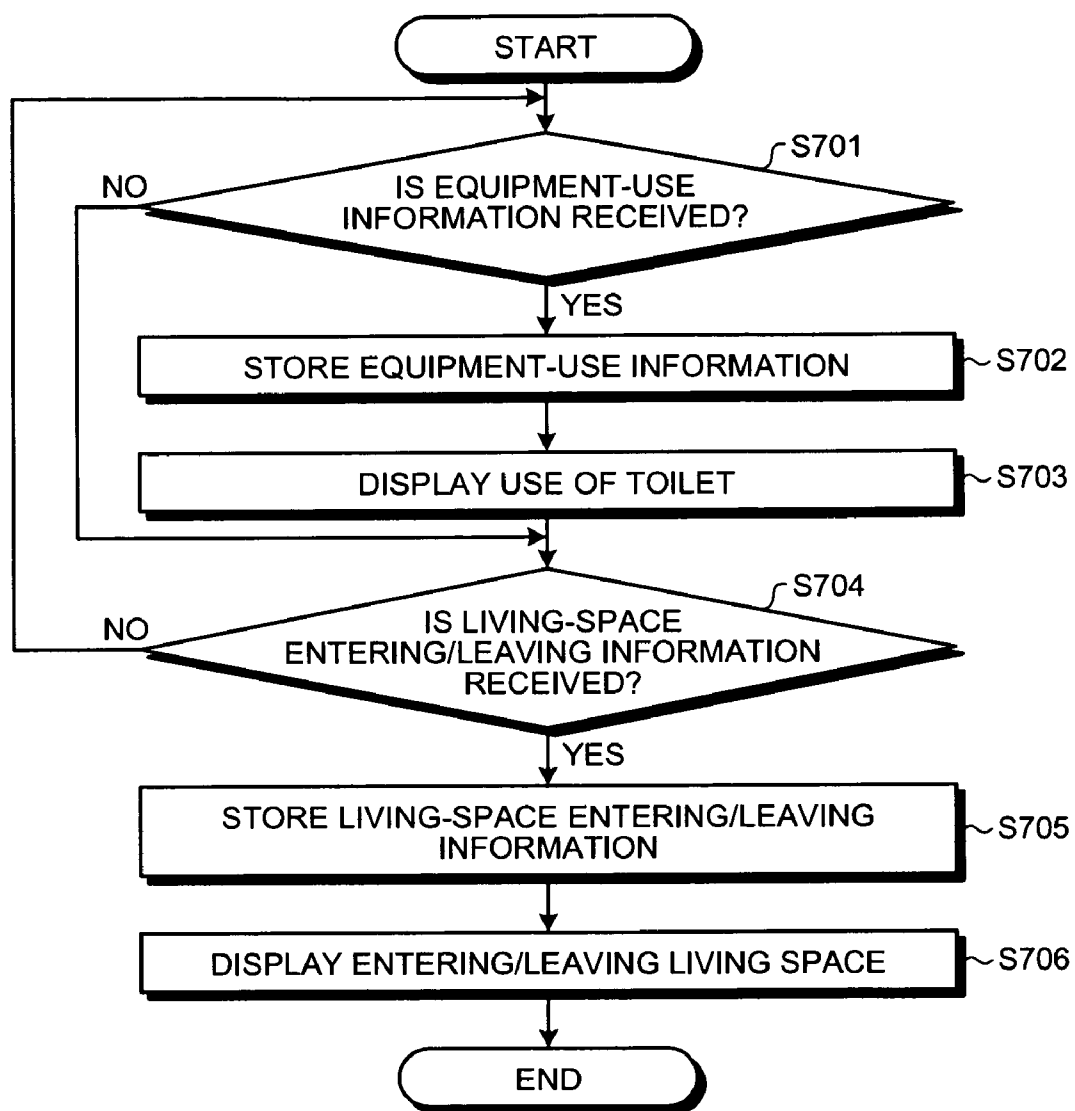 START
S701
NO
IS EQUIPMENT-USE
INFORMATION RECEIVED?
YES
STORE EQUIPMENT-USE INFORMATION
S702
DISPLAY USE OF TOILET
S703
S704
NO
IS LIVING-SPACE
ENTERING/LEAVING INFORMATION
RECEIVED?
YES
STORE LIVING-SPACE ENTERING/LEAVING
INFORMATION
S705
DISPLAY ENTERING/LEAVING LIVING SPACE
S706
END